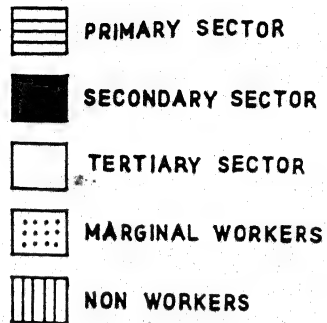 PRIMARY SECTOR
SECONDARY SECTOR
TERTIARY SECTOR
MARGINAL WORKERS
NON WORKERS